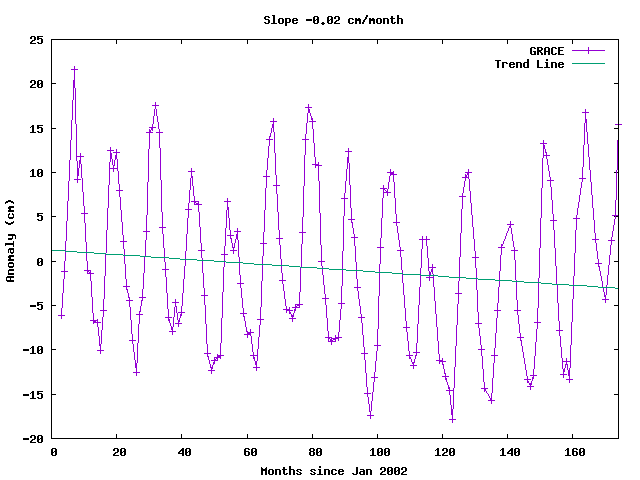 Slope -0.02 cm/month
25
20
15
10
5
0
-5
-10
-15
-20
Anomaly (cm)
GRACE
Trend Line
0 20 40 60 80 100 120 140 160
Months since Jan 2002